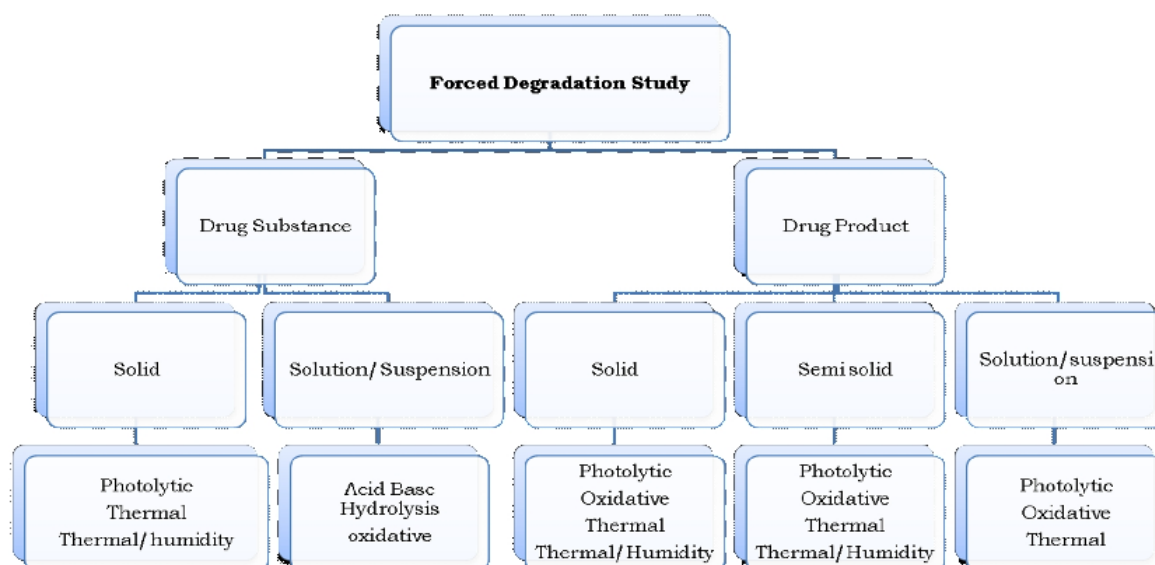 Forced Degradation Study
Drug Substance
Drug Product
Solid
Solution/Suspension
Solid
Semi solid
Solution/suspensi
on
Photolytic
Thermal
Thermal/humidity
Acid Base
Hydrolysis
oxidative
Photolytic
Oxidative
Thermal
Thermal/Humidity
Photolytic
Oxidative
Thermal
Thermal/Humidity
Photolytic
Oxidative
Thermal